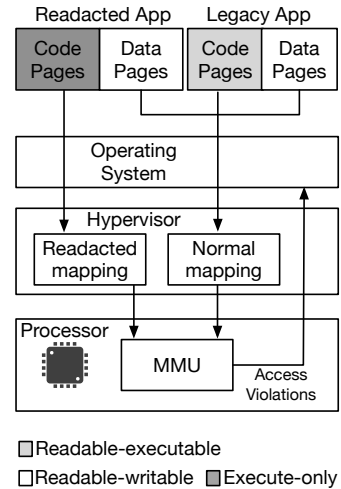 Readacted App Legacy App
Code Pages Data Pages Code Pages Data Pages
Operating System
Hypervisor
Readacted mapping Normal mapping
Processor
MMU
Access Violations
Readable-executable
Readable-writable Execute-only